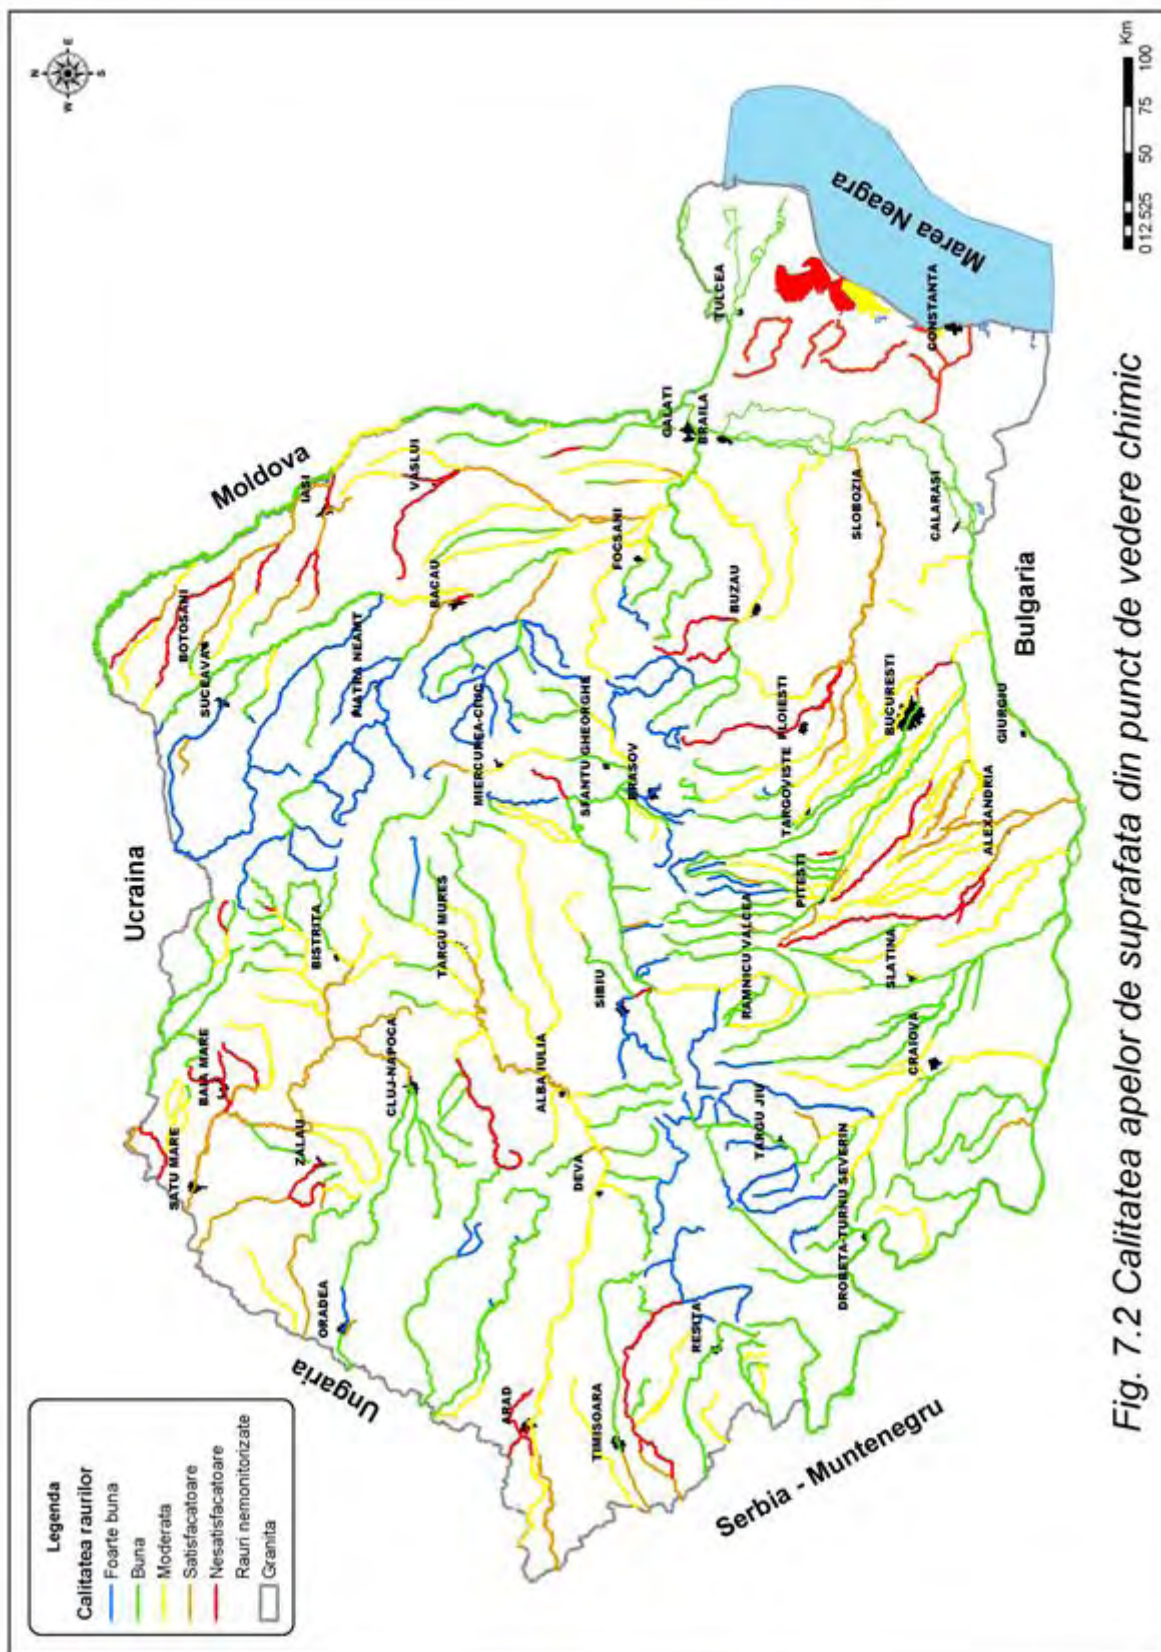 Legenda
Calitatea raurilor
Foarte buna
Buna
Moderata
Satisfacatoare
Nesatisfacatoare
Rauri nemonitorizate
Granita
N
E
S
W
Ucraina
Moldova
Ungaria
Serbia - Muntenegru
Bulgaria
Marea Neagra
SATU MARE
BAIA MARE
BOTOSANI
SUCEAVA
IASI
ZALAU
BISTRITA
PIATRA NEAMT
ORADEA
CLUJ-NAPOCA
VASLUI
TARGU MURES
BACAU
MIERCUREA-CIUC
ARAD
ALBA IULIA
DEVA
SIBIU
SFANTU GHEORGHE
FOCSANI
TIMISOARA
BRASOV
GALATI
BRAILA
TULCEA
RESITA
RAMNICU VALCEA
TARGU JIU
PITESTI
TARGOVISTE
PLOIESTI
BUZAU
DROBETA-TURNU SEVERIN
SLATINA
CRAIOVA
BUCURESTI
SLOBOZIA
CALARASI
CONSTANTA
ALEXANDRIA
GIURGIU
0 12.525 50 75 100
Km
Fig. 7.2 Calitatea apelor de suprafata din punct de vedere chimic